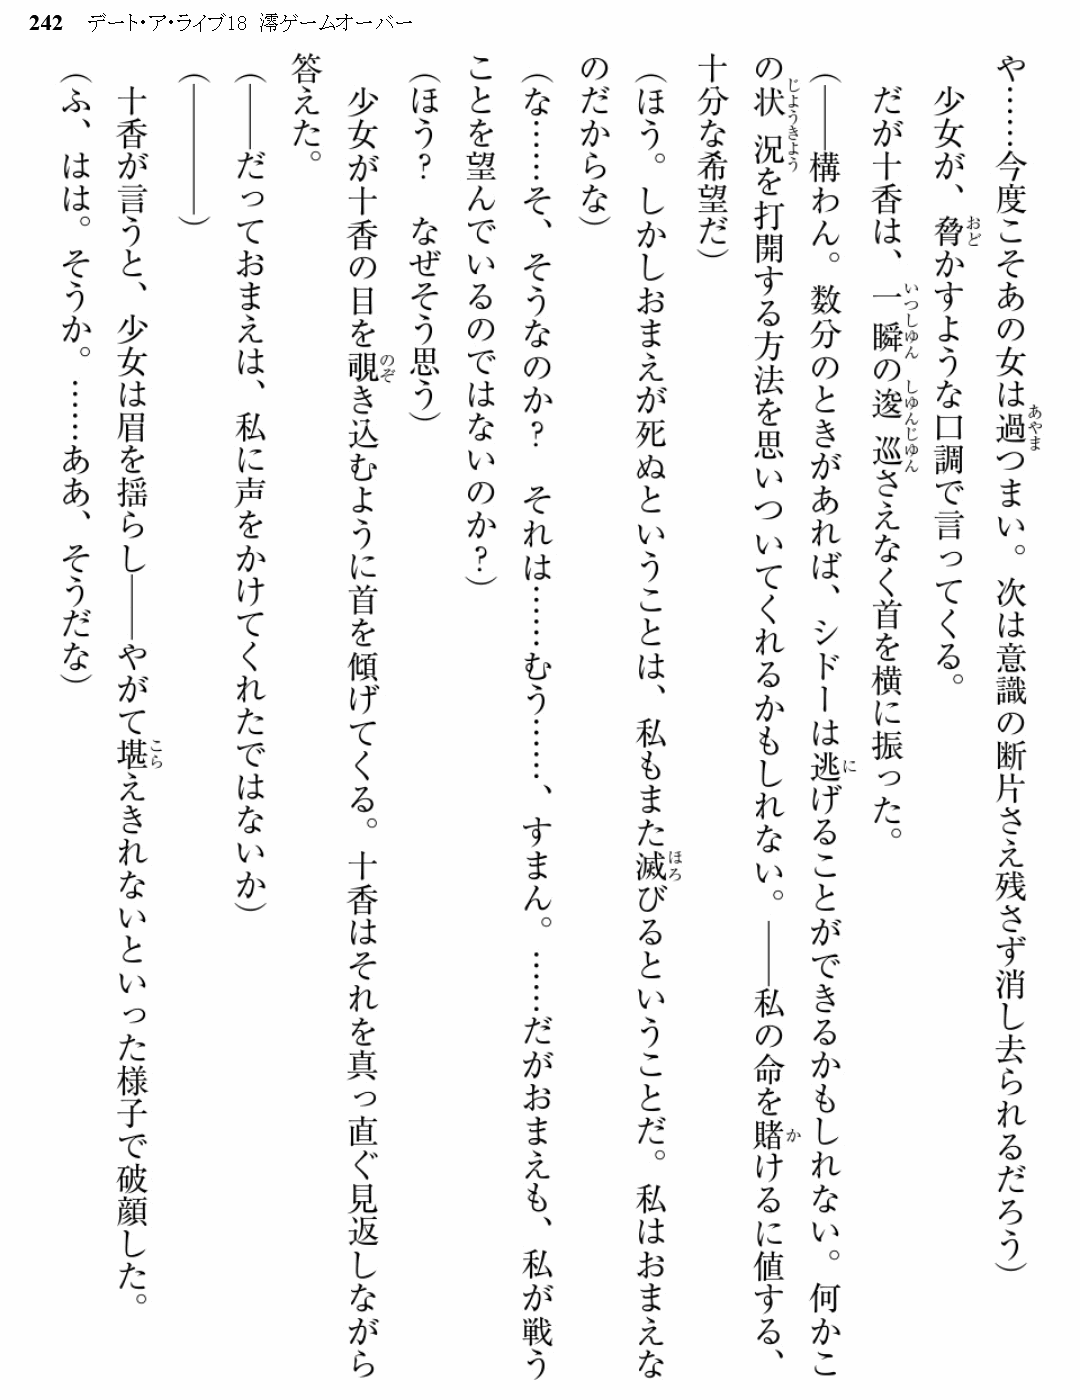 242 デート・ア・ライブ18 澪ゲームオーバー
や……今度こそあの女は過つまい。次は意識の断片さえ残さず消し去られるだろう)
少女が、脅かすような口調で言ってくる。
だが十香は、一瞬の逡巡さえなく首を横に振った。
(――構わん。数分のときがあれば、シドーは逃げることができるかもしれない。何かこ
の状況を打開する方法を思いついてくれるかもしれない。――私の命を賭けるに値する、
十分な希望だ)
(ほう。しかしおまえが死ぬということは、私もまた滅びるということだ。私はおまえな
のだからな)
(な……そ、そうなのか? それは……むう……、すまん。……だがおまえも、私が戦う
ことを望んでいるのではないのか?)
(ほう? なぜそう思う)
少女が十香の目を覗き込むように首を傾げてくる。十香はそれを真っ直ぐ見返しながら
答えた。
(――だっておまえは、私に声をかけてくれたではないか)
(――――)
十香が言うと、少女は眉を揺らし――やがて堪えきれないといった様子で破顔した。
(ふ、はは。そうか。……ああ、そうだな)